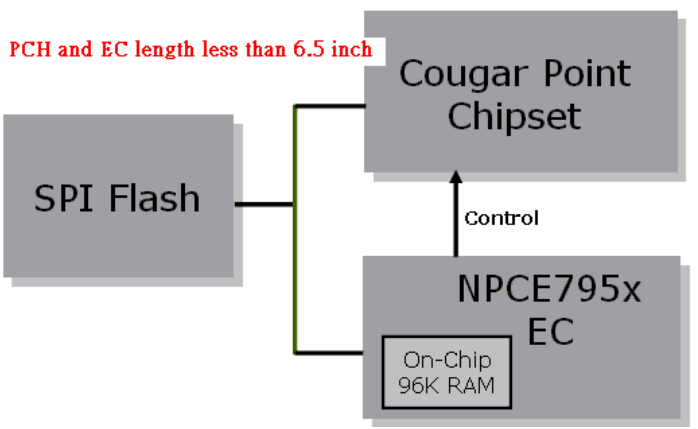 PCH and EC length less than 6.5 inch
Cougar Point
Chipset
SPI Flash
Control
NPCE795x
EC
On-Chip
96K RAM